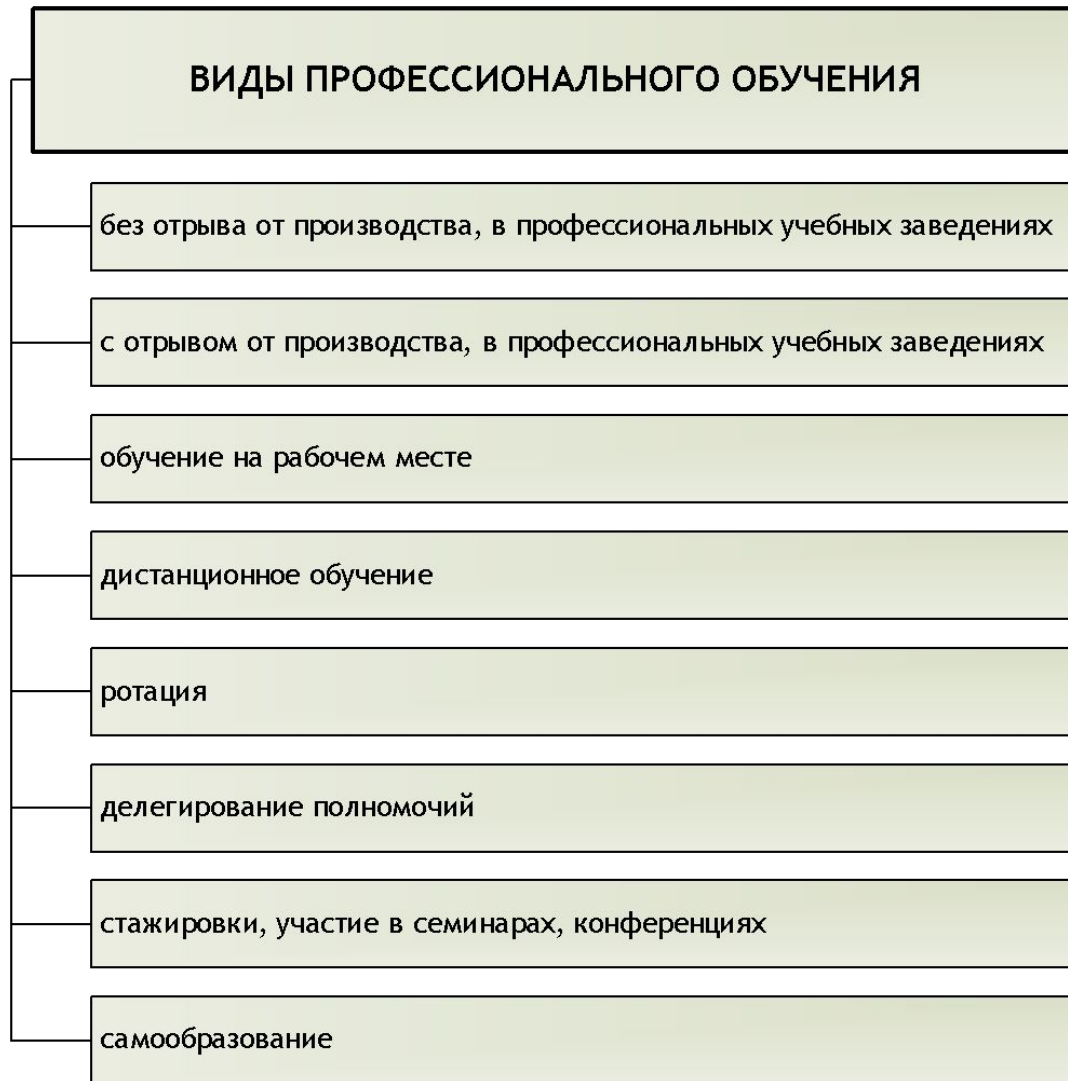 ВИДЫ ПРОФЕССИОНАЛЬНОГО ОБУЧЕНИЯ
без отрыва от производства, в профессиональных учебных заведениях
с отрывом от производства, в профессиональных учебных заведениях
обучение на рабочем месте
дистанционное обучение
ротация
делегирование полномочий
стажировки, участие в семинарах, конференциях
самообразование